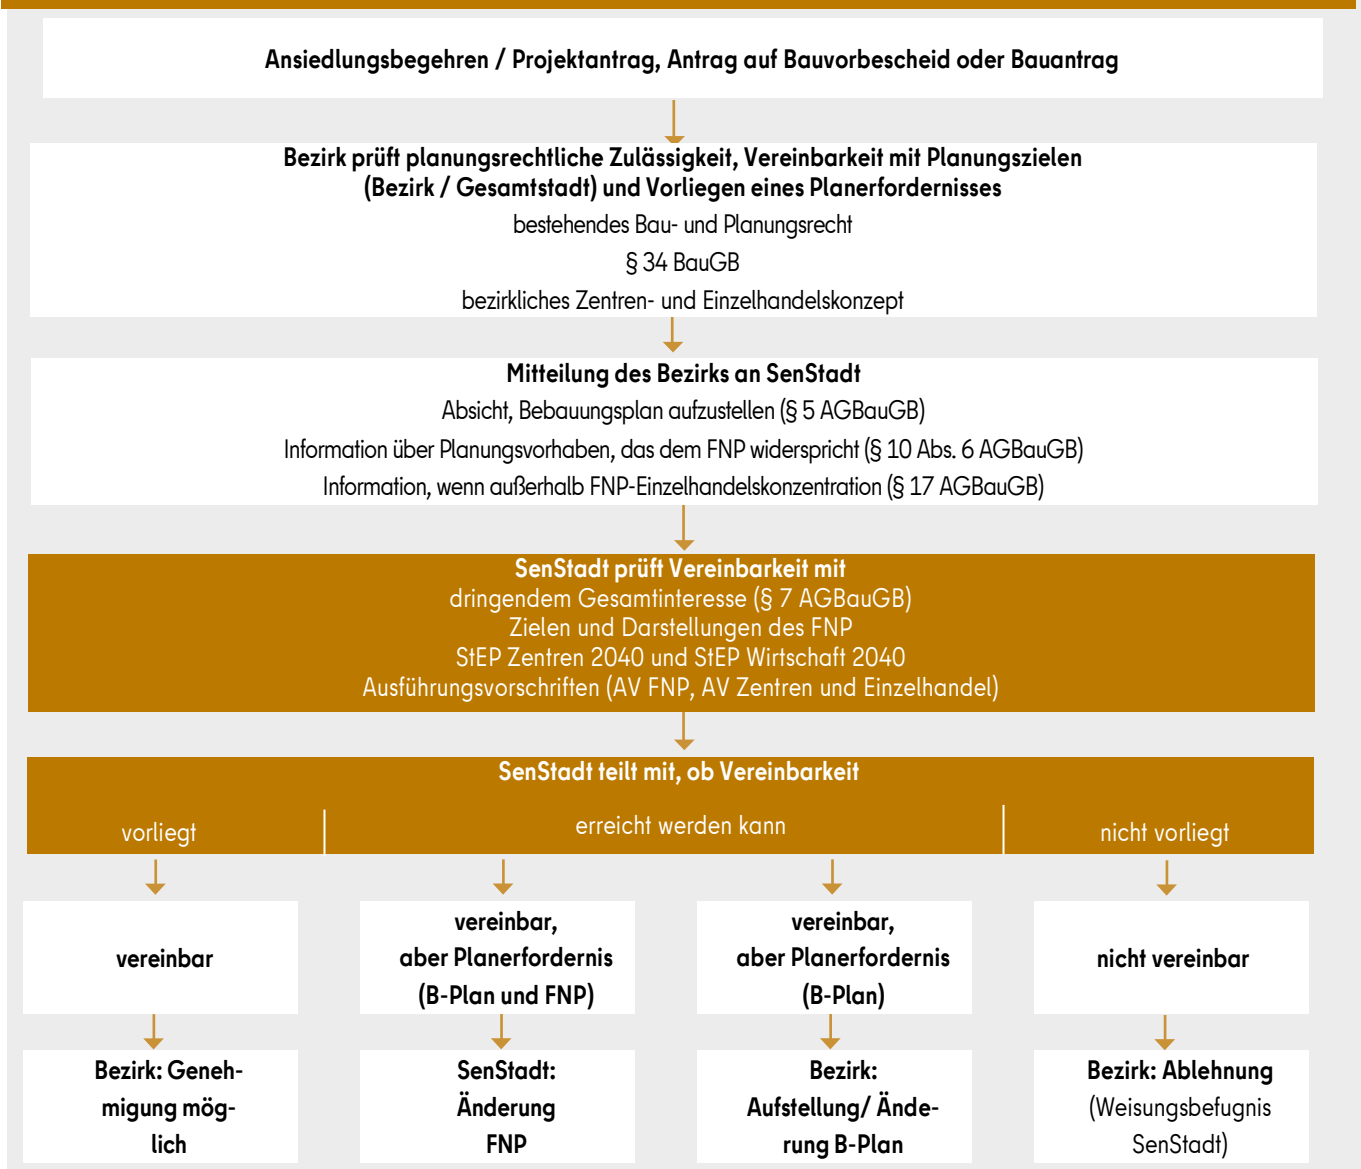 Ansiedlungsbegehren / Projektantrag, Antrag auf Bauvorbescheid oder Bauantrag
Bezirk prüft planungsrechtliche Zulässigkeit, Vereinbarkeit mit Planungszielen
(Bezirk / Gesamtstadt) und Vorliegen eines Planerfordernisses
bestehendes Bau- und Planungsrecht
§ 34 BauGB
bezirkliches Zentren- und Einzelhandelskonzept
Mitteilung des Bezirks an SenStadt
Absicht, Bebauungsplan aufzustellen (§ 5 AGBauGB)
Information über Planungsvorhaben, das dem FNP widerspricht (§ 10 Abs. 6 AGBauGB)
Information, wenn außerhalb FNP-Einzelhandelskonzentration (§ 17 AGBauGB)
SenStadt prüft Vereinbarkeit mit
dringendem Gesamtinteresse (§ 7 AGBauGB)
Zielen und Darstellungen des FNP
StEP Zentren 2040 und StEP Wirtschaft 2040
Ausführungsvorschriften (AV FNP, AV Zentren und Einzelhandel)
SenStadt teilt mit, ob Vereinbarkeit
vorliegt
erreicht werden kann
nicht vorliegt
vereinbar
vereinbar,
aber Planerfordernis
(B-Plan und FNP)
vereinbar,
aber Planerfordernis
(B-Plan)
nicht vereinbar
Bezirk: Geneh-
migung mög-
lich
SenStadt:
Änderung
FNP
Bezirk:
Aufstellung/ Ände-
rung B-Plan
Bezirk: Ablehnung
(Weisungsbefugnis
SenStadt)